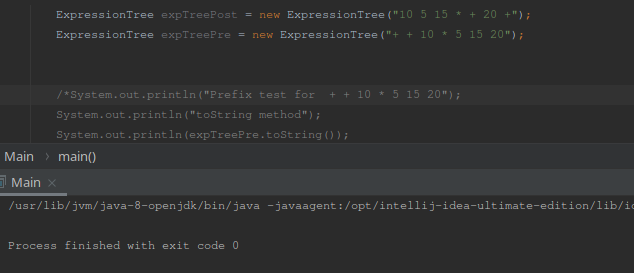 ExpressionTree expTreePost = new ExpressionTree("10 5 15 * + 20 +");
ExpressionTree expTreePre = new ExpressionTree("+ + 10 * 5 15 20");
/*System.out.println("Prefix test for  + + 10 * 5 15 20");
System.out.println("toString method");
System.out.println(expTreePre.toString());
Main › main()
Main ×
/usr/lib/jvm/java-8-openjdk/bin/java -javaagent:/opt/intellij-idea-ultimate-edition/lib/
Process finished with exit code 0